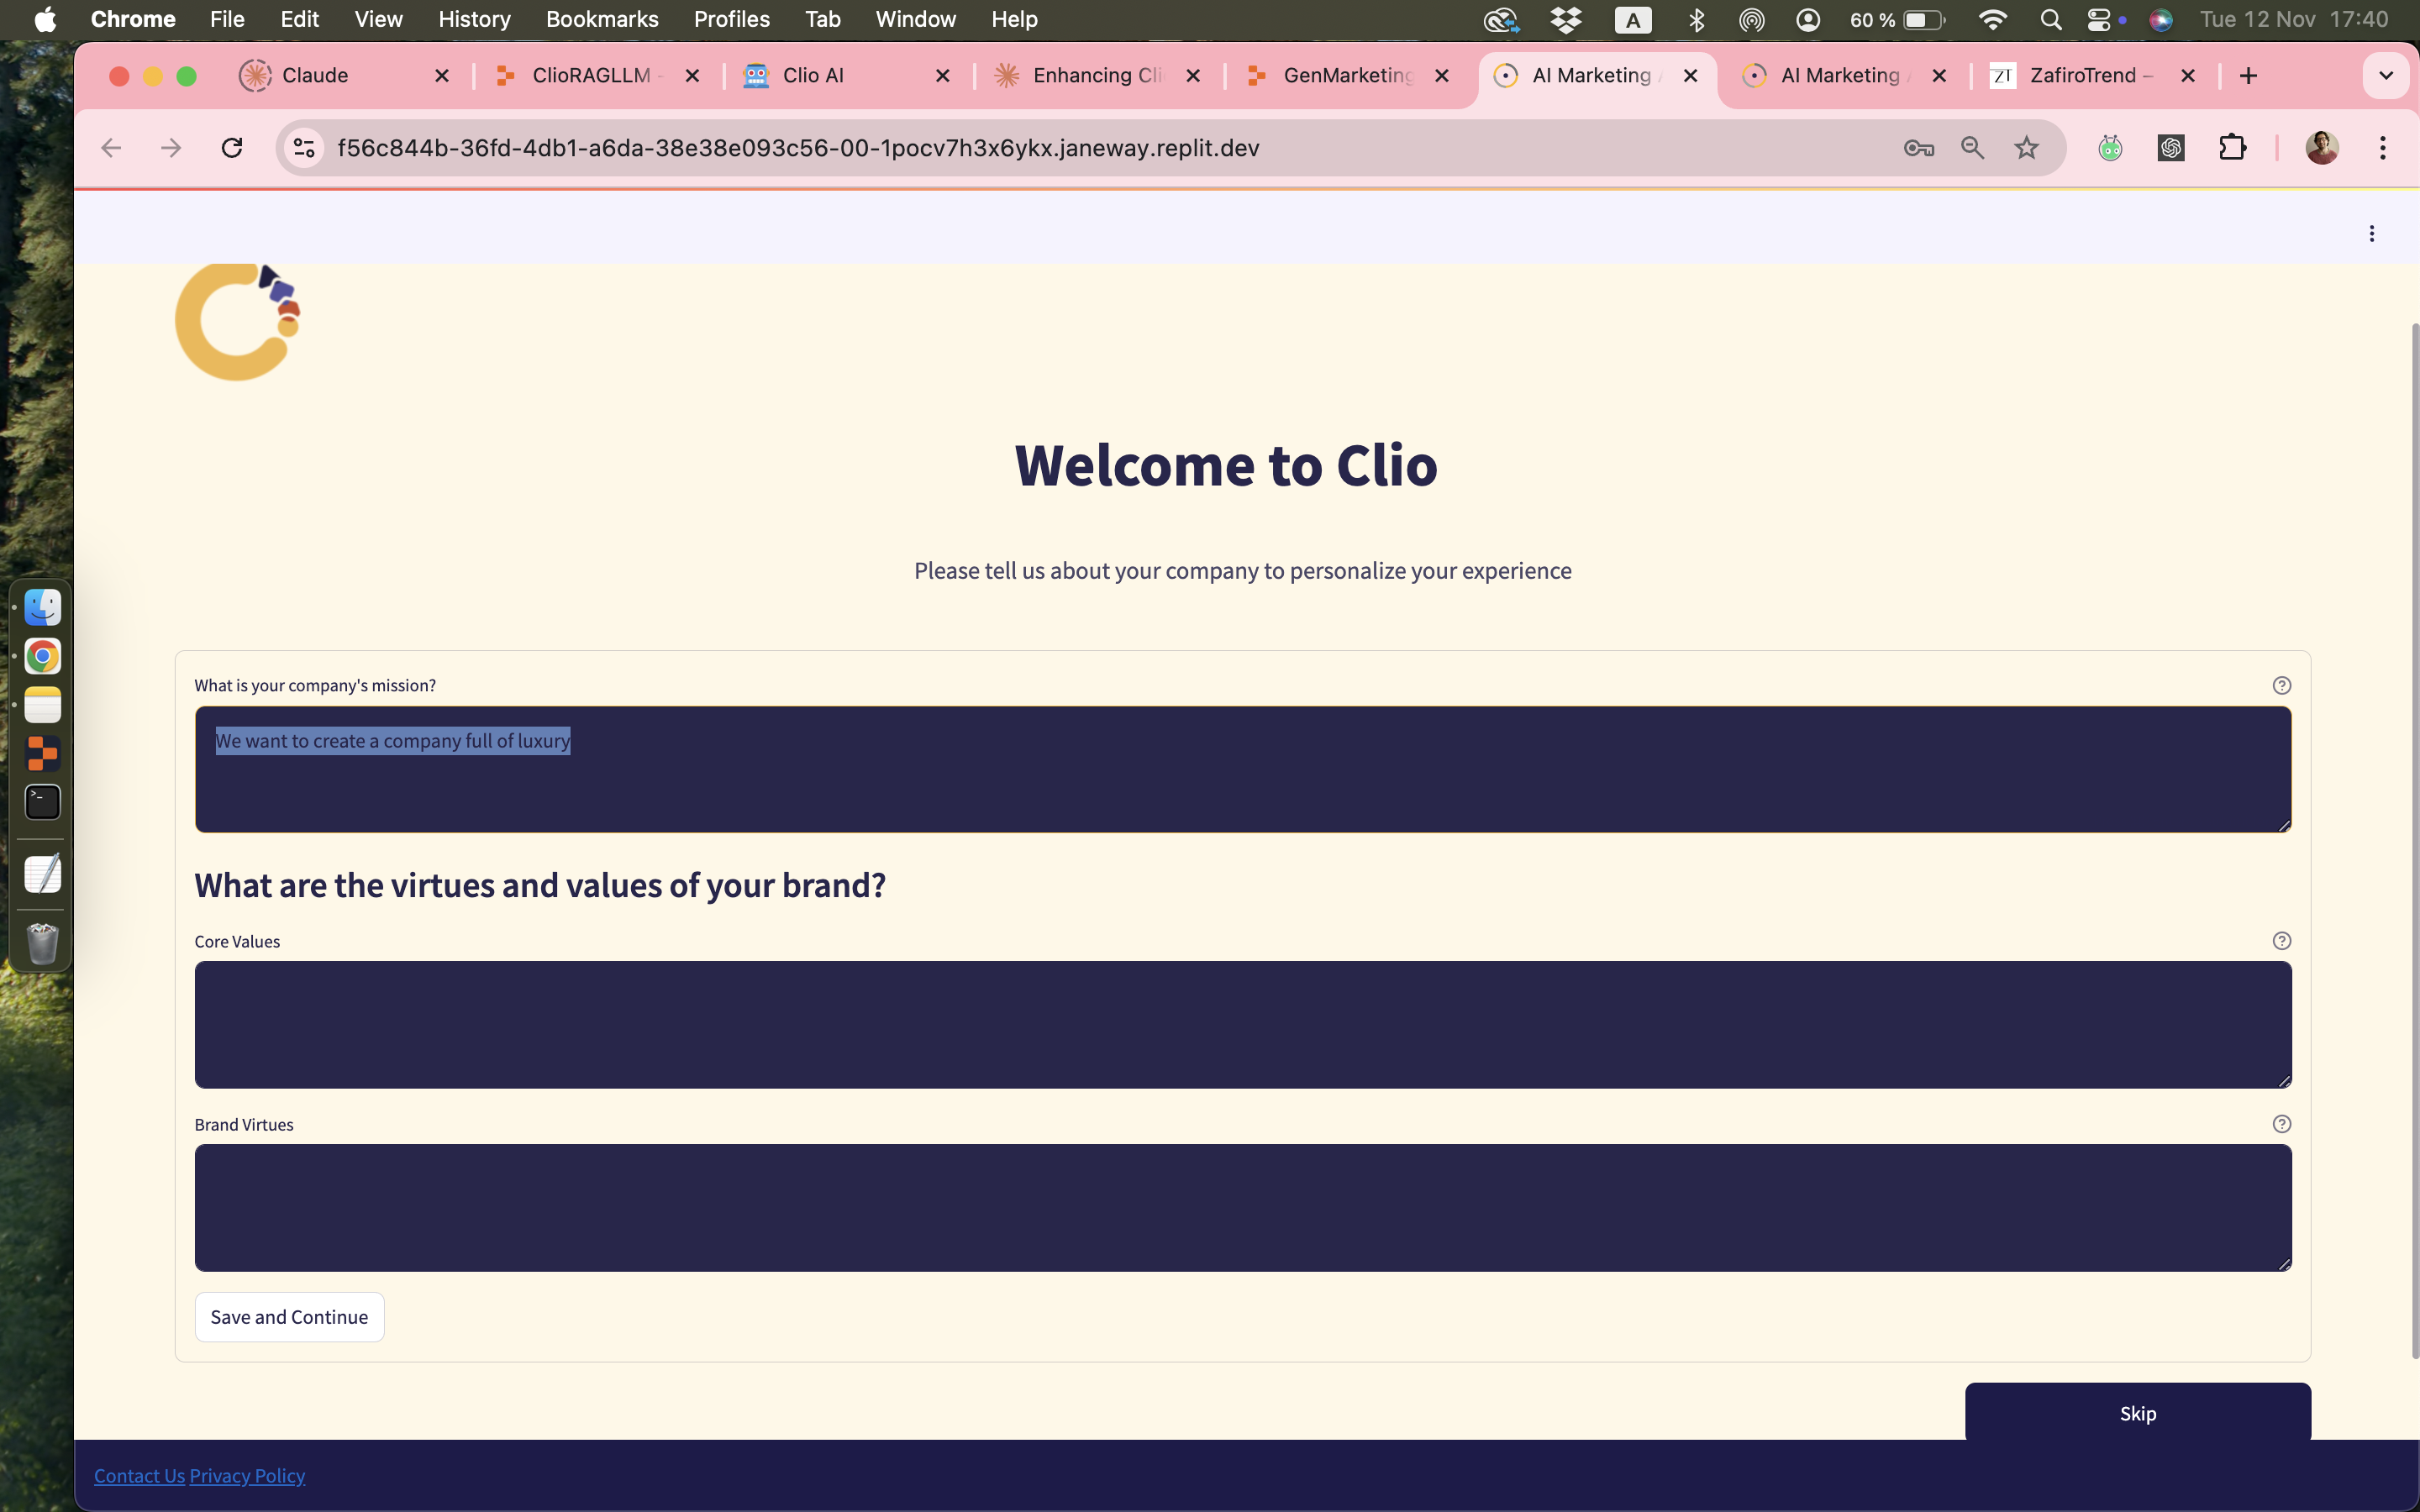 Chrome File Edit View History Bookmarks Profiles Tab Window Help A 60 % Tue 12 Nov 17:40
Claude ClioRAGLLM - Clio AI Enhancing Cli GenMarketing AI Marketing AI Marketing ZT ZafiroTrend –
f56c844b-36fd-4db1-a6da-38e38e093c56-00-1pocv7h3x6ykx.janeway.replit.dev
Welcome to Clio
Please tell us about your company to personalize your experience
What is your company's mission?
We want to create a company full of luxury
What are the virtues and values of your brand?
Core Values
Brand Virtues
Save and Continue
Skip
Contact Us Privacy Policy